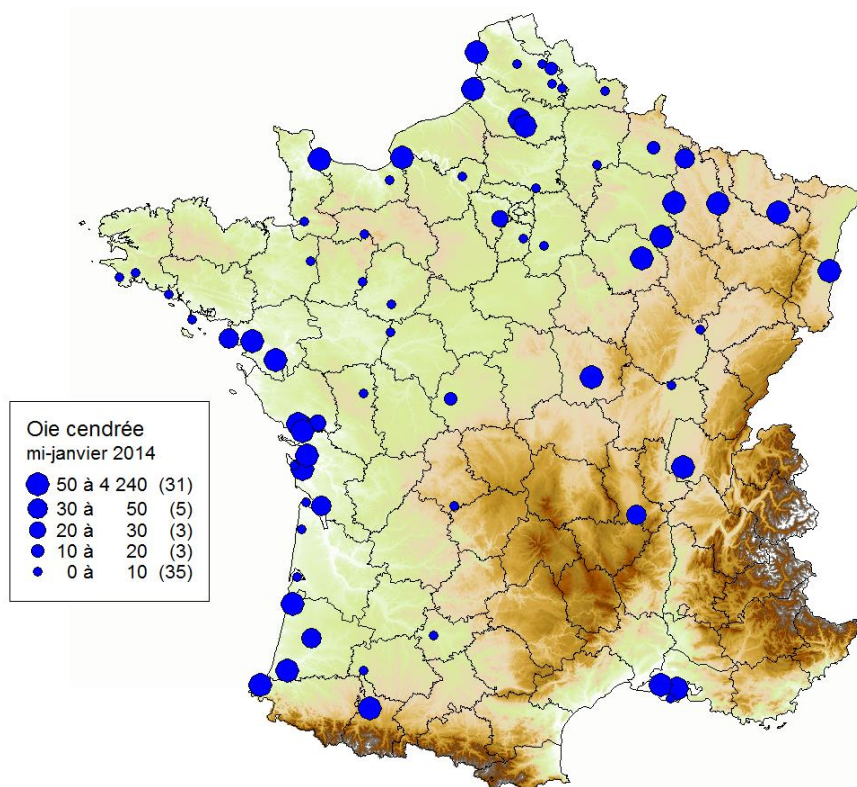 Oie cendrée
mi-janvier 2014
50 à 4 240 (31)
30 à 50 (5)
20 à 30 (3)
10 à 20 (3)
0 à 10 (35)